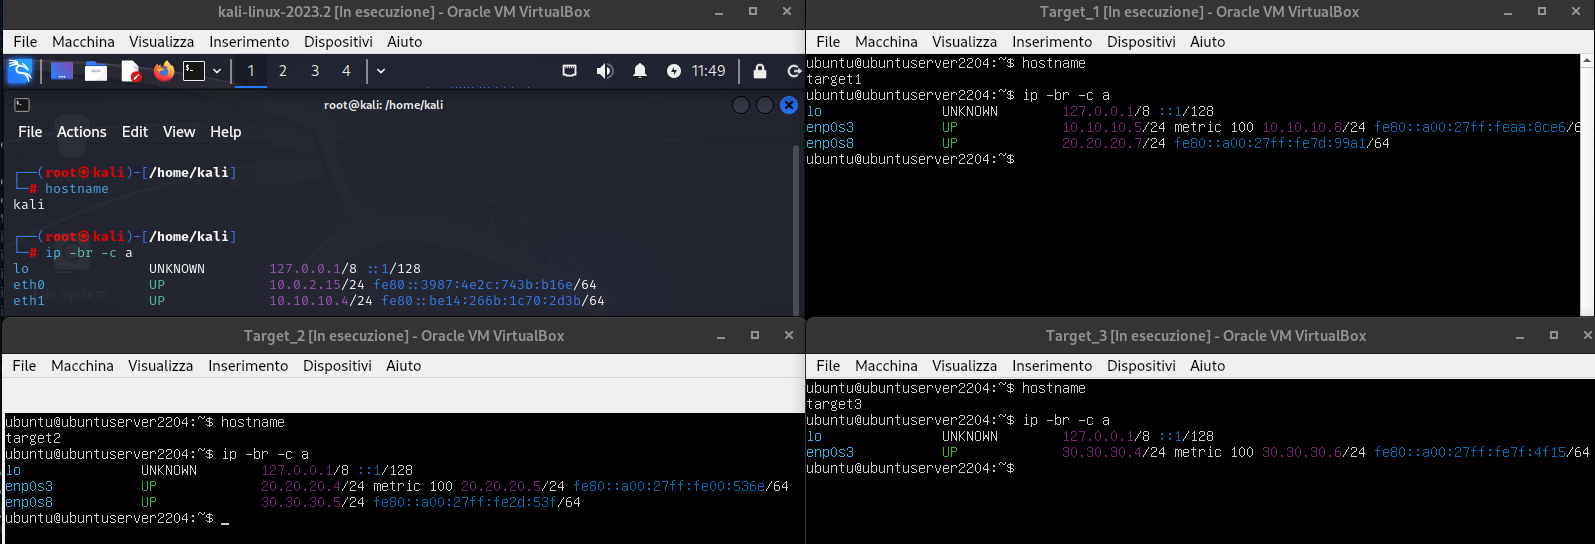 kali-linux-2023.2 [In esecuzione] - Oracle VM VirtualBox
File Macchina Visualizza Inserimento Dispositivi Aiuto
1 2 3 4 11:49
root@kali: /home/kali
File Actions Edit View Help
┌──(root㉿kali)-[/home/kali]
└─# hostname
kali
┌──(root㉿kali)-[/home/kali]
└─# ip -br -c a
lo UNKNOWN 127.0.0.1/8 ::1/128
eth0 UP 10.0.2.15/24 fe80::3987:4e2c:743b:b16e/64
eth1 UP 10.10.10.4/24 fe80::be14:266b:1c70:2d3b/64
System
Target_1 [In esecuzione] - Oracle VM VirtualBox
File Macchina Visualizza Inserimento Dispositivi Aiuto
ubuntu@ubuntuserver2204:~$ hostname
target1
ubuntu@ubuntuserver2204:~$ ip -br -c a
lo UNKNOWN 127.0.0.1/8 ::1/128
enp0s3 UP 10.10.10.5/24 metric 100 10.10.10.8/24 fe80::a00:27ff:feaa:8ce6/6
enp0s8 UP 20.20.20.7/24 fe80::a00:27ff:fe7d:99a1/64
ubuntu@ubuntuserver2204:~$
Target_2 [In esecuzione] - Oracle VM VirtualBox
File Macchina Visualizza Inserimento Dispositivi Aiuto
ubuntu@ubuntuserver2204:~$ hostname
target2
ubuntu@ubuntuserver2204:~$ ip -br -c a
lo UNKNOWN 127.0.0.1/8 ::1/128
enp0s3 UP 20.20.20.4/24 metric 100 20.20.20.5/24 fe80::a00:27ff:fe00:536e/64
enp0s8 UP 30.30.30.5/24 fe80::a00:27ff:fe2d:53f/64
ubuntu@ubuntuserver2204:~$ _
Target_3 [In esecuzione] - Oracle VM VirtualBox
File Macchina Visualizza Inserimento Dispositivi Aiuto
ubuntu@ubuntuserver2204:~$ hostname
target3
ubuntu@ubuntuserver2204:~$ ip -br -c a
lo UNKNOWN 127.0.0.1/8 ::1/128
enp0s3 UP 30.30.30.4/24 metric 100 30.30.30.6/24 fe80::a00:27ff:fe7f:4f15/64
ubuntu@ubuntuserver2204:~$